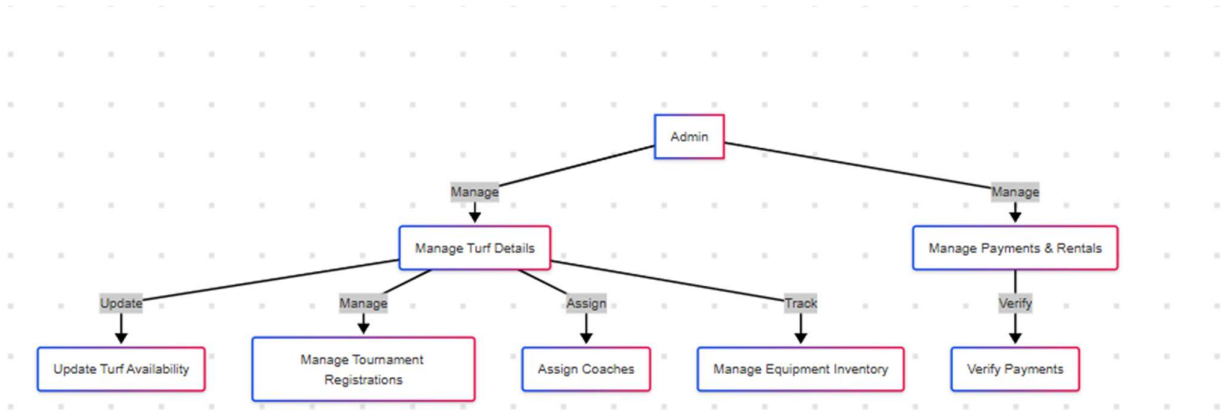 Admin
Manage
Manage
Manage Turf Details
Manage Payments & Rentals
Update
Manage
Assign
Track
Verify
Update Turf Availability
Manage Tournament
Registrations
Assign Coaches
Manage Equipment Inventory
Verify Payments